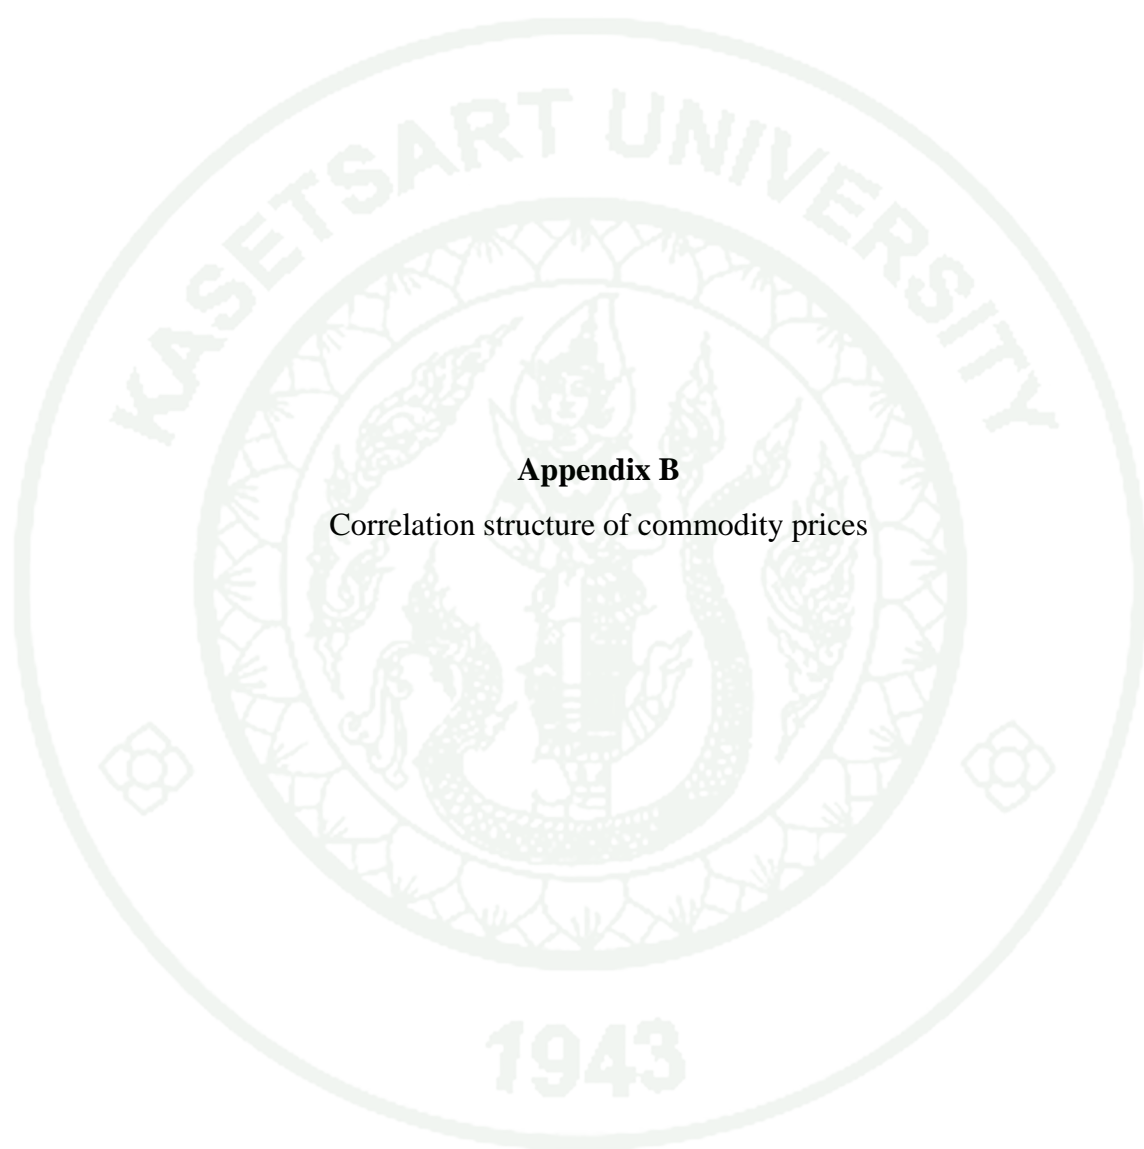 KASETSART UNIVERSITY
Appendix B
Correlation structure of commodity prices
1943